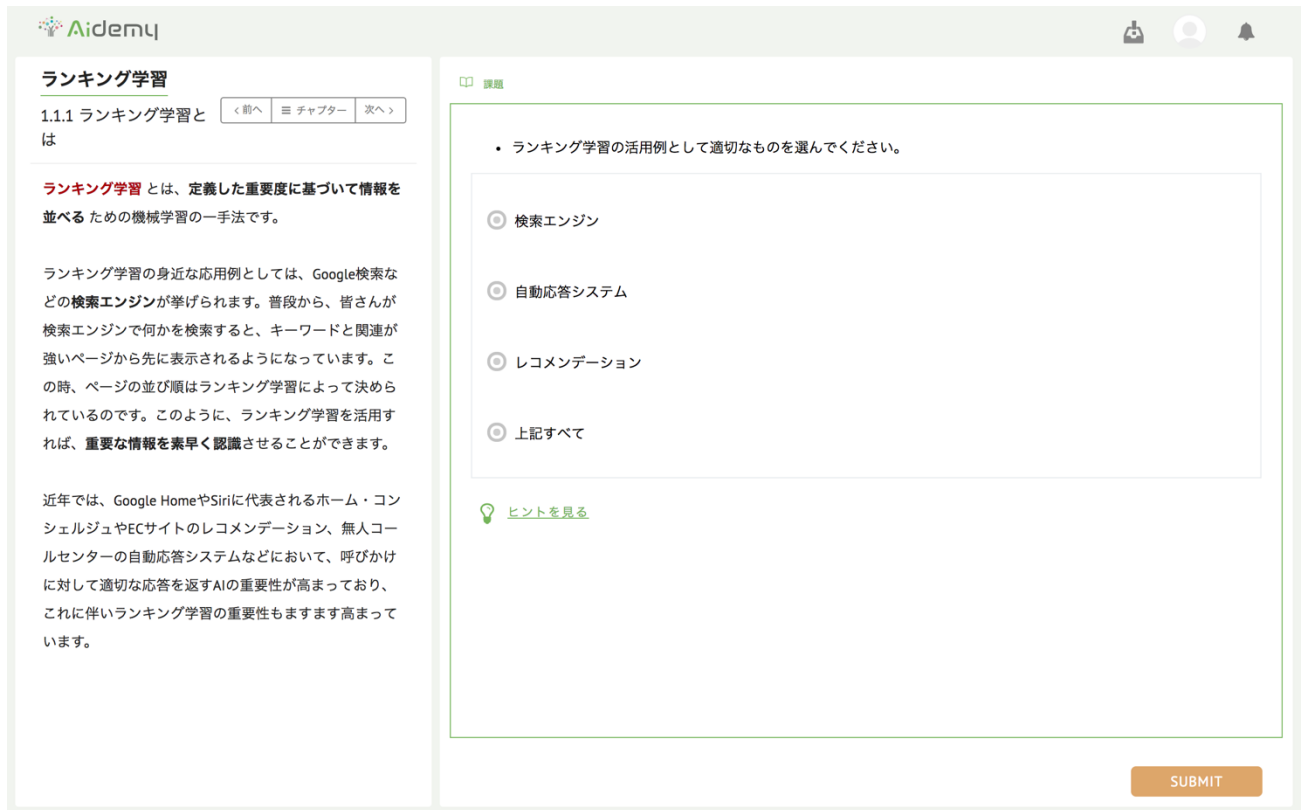 Aidemy
ランキング学習
1.1.1 ランキング学習と
は
<前へ
チャプター
次へ>
ランキング学習 とは、定義した重要度に基づいて情報を
並べる ための機械学習の一手法です。
ランキング学習の身近な応用例としては、Google検索な
どの検索エンジンが挙げられます。普段から、皆さんが
検索エンジンで何かを検索すると、キーワードと関連が
強いページから先に表示されるようになっています。こ
の時、ページの並び順はランキング学習によって決めら
れているのです。このように、ランキング学習を活用す
れば、重要な情報を素早く認識させることができます。
近年では、Google HomeやSiriに代表されるホーム・コン
シェルジュやECサイトのレコメンデーション、無人コー
ルセンターの自動応答システムなどにおいて、呼びかけ
に対して適切な応答を返すAIの重要性が高まっており、
これに伴いランキング学習の重要性もますます高まって
います。
課題
• ランキング学習の活用例として適切なものを選んでください。
検索エンジン
自動応答システム
レコメンデーション
上記すべて
ヒントを見る
SUBMIT